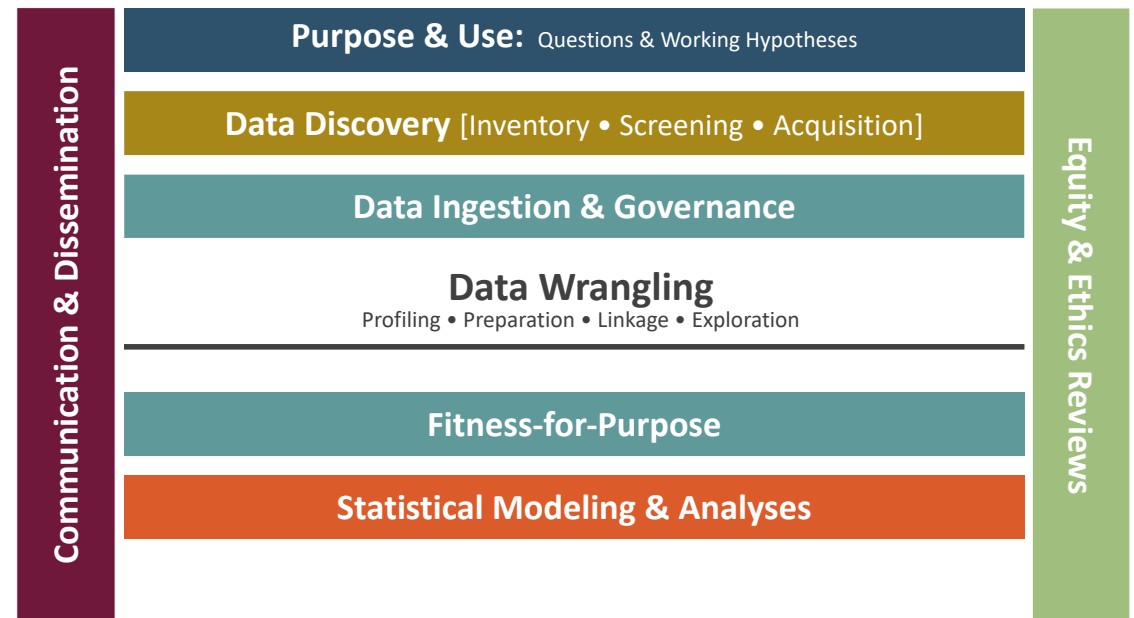 Communication & Dissemination
Purpose & Use: Questions & Working Hypotheses
Data Discovery [Inventory • Screening • Acquisition]
Data Ingestion & Governance
Data Wrangling
Profiling • Preparation • Linkage • Exploration
Fitness-for-Purpose
Statistical Modeling & Analyses
Equity & Ethics Reviews